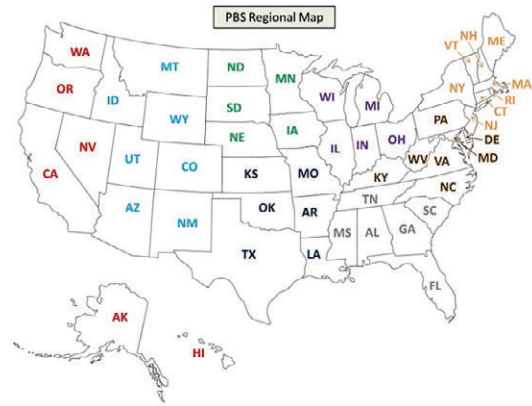 PBS Regional Map
WA
OR
CA
NV
AK
HI
MT
ID
WY
UT
CO
AZ
NM
ND
SD
NE
MN
IA
KS
OK
TX
MO
AR
LA
WI
MI
IL
IN
OH
KY
WV
VA
PA
NC
DE
MD
TN
MS
AL
GA
SC
FL
NY
VT
NH
ME
MA
RI
CT
NJ